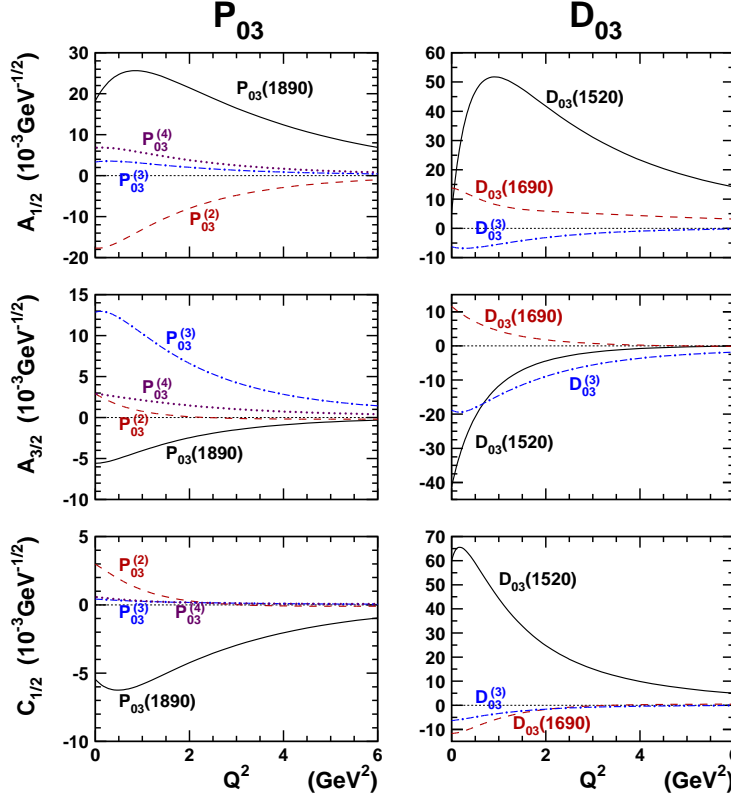 P03 D03
A1/2 (10-3GeV-1/2)
30
20
10
0
-10
-20
P03(1890)
P03(4)
P03(3)
P03(2)
60
50
40
30
20
10
0
-10
D03(1520)
D03(1690)
D03(3)
A3/2 (10-3GeV-1/2)
15
10
5
0
-5
-10
P03(3)
P03(4)
P03(2)
P03(1890)
10
0
-10
-20
-30
-40
D03(1690)
D03(3)
D03(1520)
C1/2 (10-3GeV-1/2)
5
0
-5
-10
P03(2)
P03(3) P03(4)
P03(1890)
0 2 4 6
Q2 (GeV2)
70
60
50
40
30
20
10
0
-10
D03(1520)
D03(3)
D03(1690)
0 2 4 6
Q2 (GeV2)